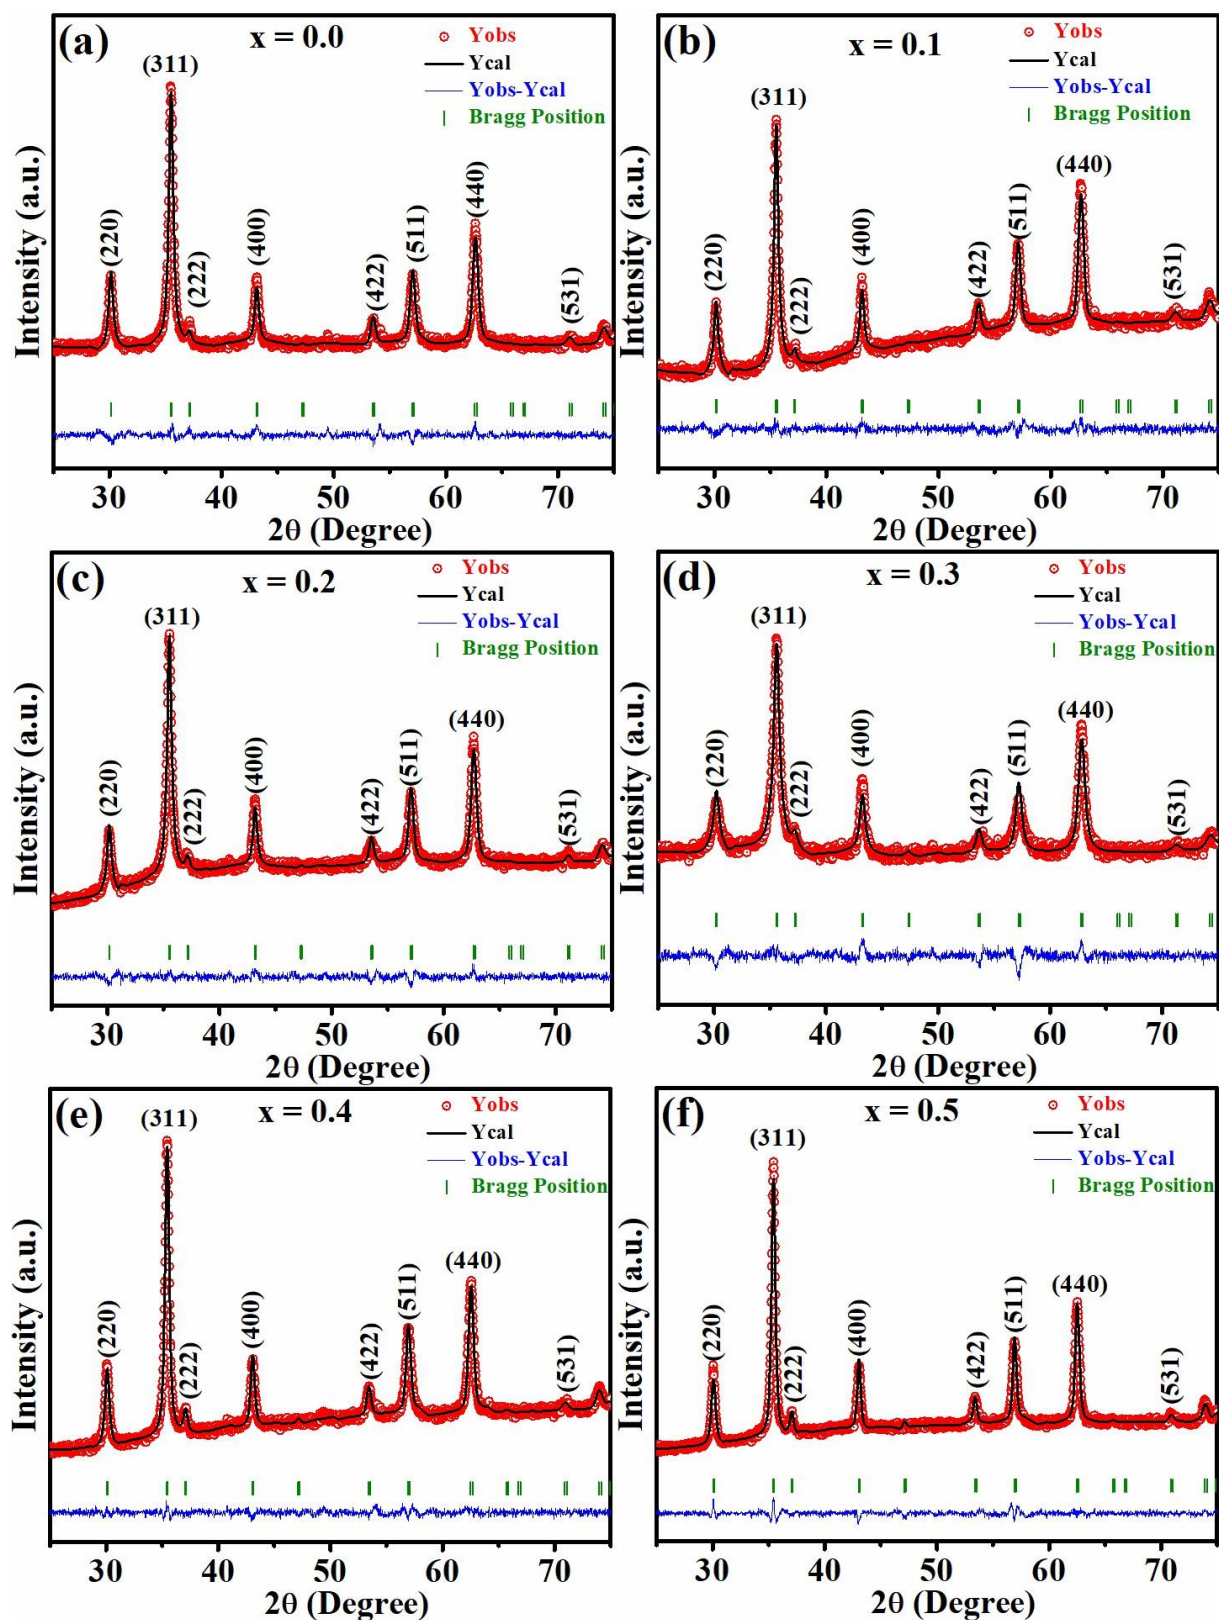 (a)
x = 0.0
Yobs
Ycal
Yobs-Ycal
Bragg Position
(220)
(311)
(222)
(400)
(422)
(511)
(440)
(531)
Intensity (a.u.)
30 40 50 60 70
2θ (Degree)
(b)
x = 0.1
Yobs
Ycal
Yobs-Ycal
Bragg Position
(220)
(311)
(222)
(400)
(422)
(511)
(440)
(531)
Intensity (a.u.)
30 40 50 60 70
2θ (Degree)
(c)
x = 0.2
Yobs
Ycal
Yobs-Ycal
Bragg Position
(220)
(311)
(222)
(400)
(422)
(511)
(440)
(531)
Intensity (a.u.)
30 40 50 60 70
2θ (Degree)
(d)
x = 0.3
Yobs
Ycal
Yobs-Ycal
Bragg Position
(220)
(311)
(222)
(400)
(422)
(511)
(440)
(531)
Intensity (a.u.)
30 40 50 60 70
2θ (Degree)
(e)
x = 0.4
Yobs
Ycal
Yobs-Ycal
Bragg Position
(220)
(311)
(222)
(400)
(422)
(511)
(440)
(531)
Intensity (a.u.)
30 40 50 60 70
2θ (Degree)
(f)
x = 0.5
Yobs
Ycal
Yobs-Ycal
Bragg Position
(220)
(311)
(222)
(400)
(422)
(511)
(440)
(531)
Intensity (a.u.)
30 40 50 60 70
2θ (Degree)